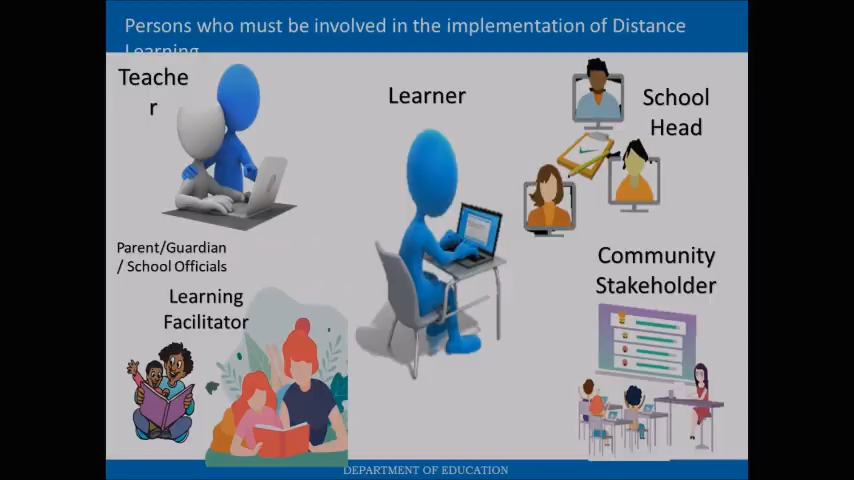 Persons who must be involved in the implementation of Distance
Learning
Teache
r
Learner
School
Head
Parent/Guardian
/ School Officials
Learning
Facilitator
Community
Stakeholder
DEPARTMENT OF EDUCATION